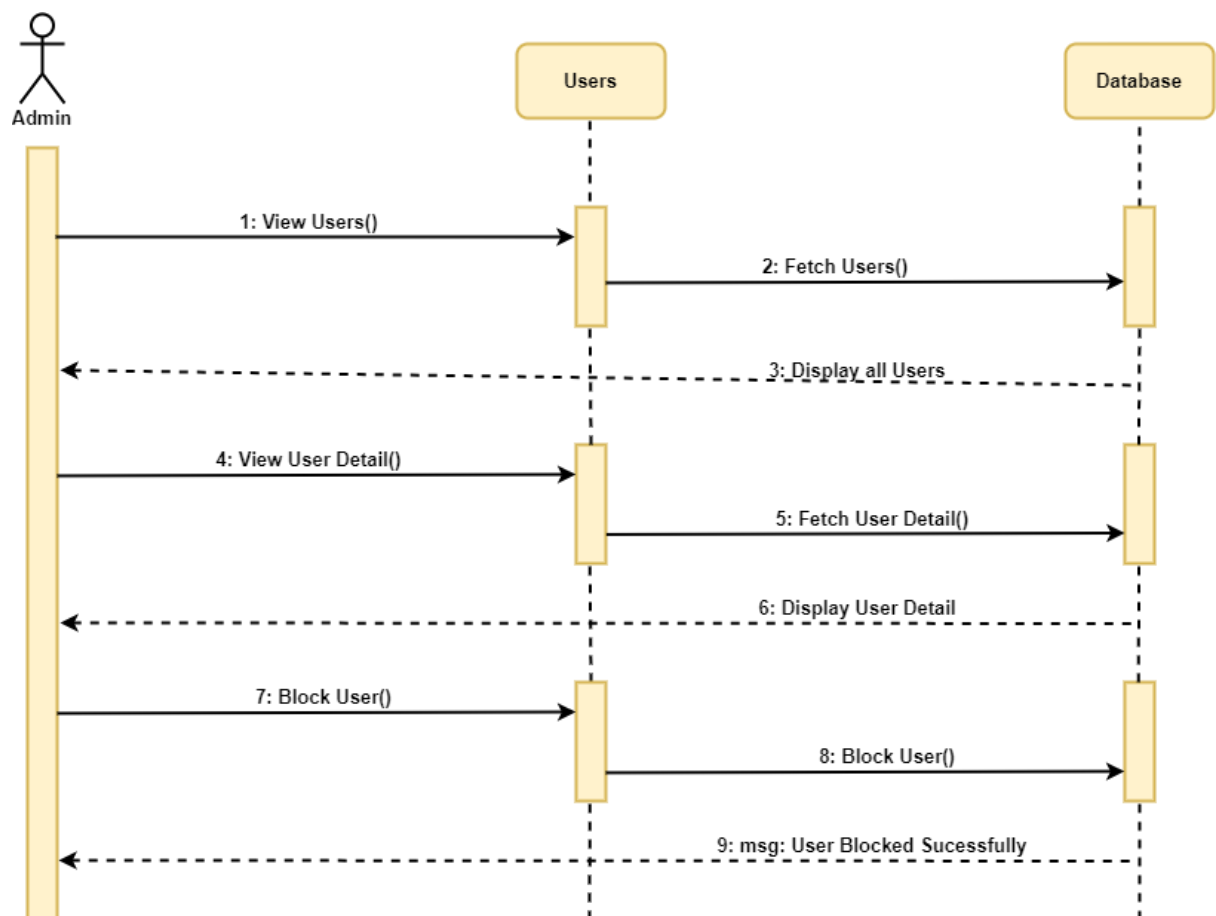 Admin
Users
Database
1: View Users()
2: Fetch Users()
3: Display all Users
4: View User Detail()
5: Fetch User Detail()
6: Display User Detail
7: Block User()
8: Block User()
9: msg: User Blocked Sucessfully